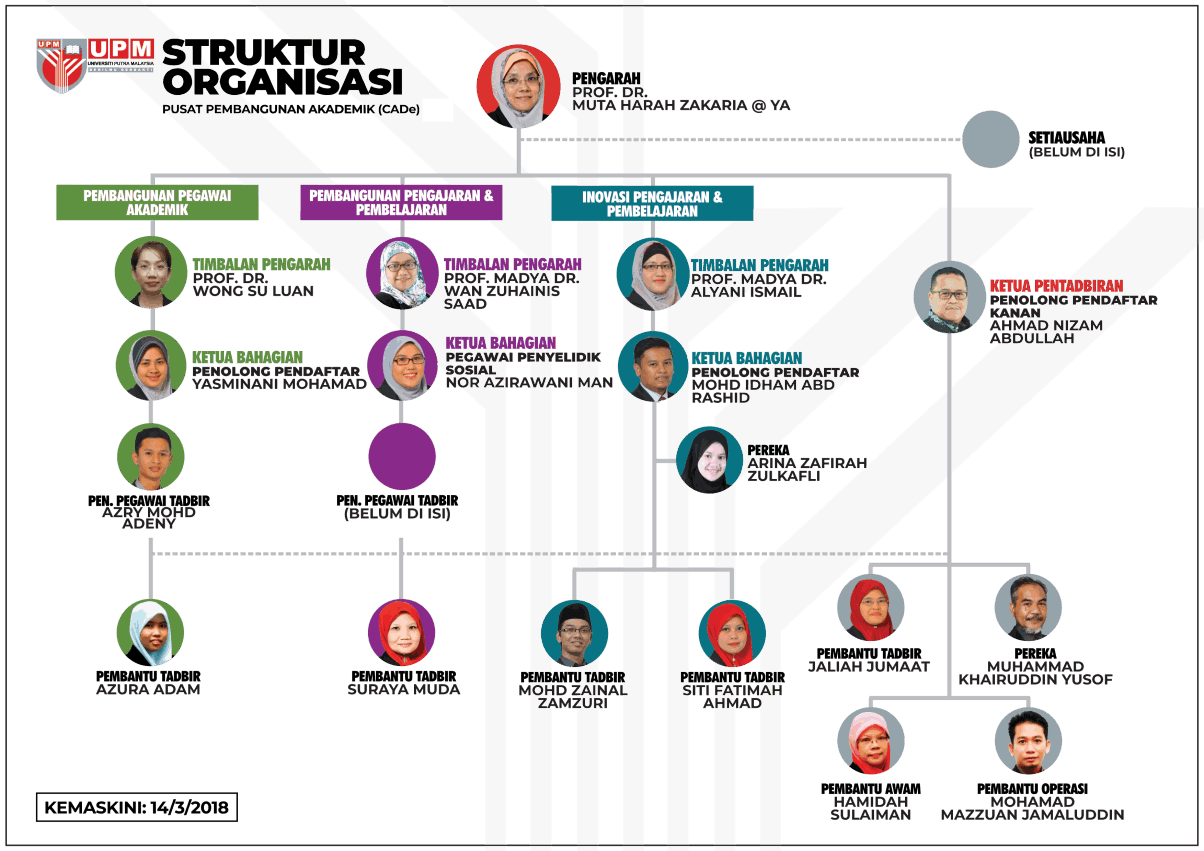 UPM
UPM
UNIVERSITI PUTRA MALAYSIA
BERILMU BERBAKTI
STRUKTUR
ORGANISASI
PUSAT PEMBANGUNAN AKADEMIK (CADe)
PENGARAH
PROF. DR.
MUTA HARAH ZAKARIA @ YA
SETIAUSAHA
(BELUM DI ISI)
PEMBANGUNAN PEGAWAI
AKADEMIK
TIMBALAN PENGARAH
PROF. DR.
WONG SU LUAN
KETUA BAHAGIAN
PENOLONG PENDAFTAR
YASMINANI MOHAMAD
PEN. PEGAWAI TADBIR
AZRY MOHD
ADENY
PEMBANTU TADBIR
AZURA ADAM
PEMBANGUNAN PENGAJARAN &
PEMBELAJARAN
TIMBALAN PENGARAH
PROF. MADYA DR.
WAN ZUHAINIS
SAAD
KETUA BAHAGIAN
PEGAWAI PENYELIDIK
SOSIAL
NOR AZIRAWANI MAN
PEN. PEGAWAI TADBIR
(BELUM DI ISI)
PEMBANTU TADBIR
SURAYA MUDA
INOVASI PENGAJARAN &
PEMBELAJARAN
TIMBALAN PENGARAH
PROF. MADYA DR.
ALYANI ISMAIL
KETUA BAHAGIAN
PENOLONG PENDAFTAR
MOHD IDHAM ABD
RASHID
PEREKA
ARINA ZAFIRAH
ZULKAFLI
PEMBANTU TADBIR
MOHD ZAINAL
ZAMZURI
PEMBANTU TADBIR
SITI FATIMAH
AHMAD
KETUA PENTADBIRAN
PENOLONG PENDAFTAR
KANAN
AHMAD NIZAM
ABDULLAH
PEMBANTU TADBIR
JALIAH JUMAAT
PEREKA
MUHAMMAD
KHAIRUDDIN YUSOF
PEMBANTU AWAM
HAMIDAH
SULAIMAN
PEMBANTU OPERASI
MOHAMAD
MAZZUAN JAMALUDDIN
KEMASKINI: 14/3/2018